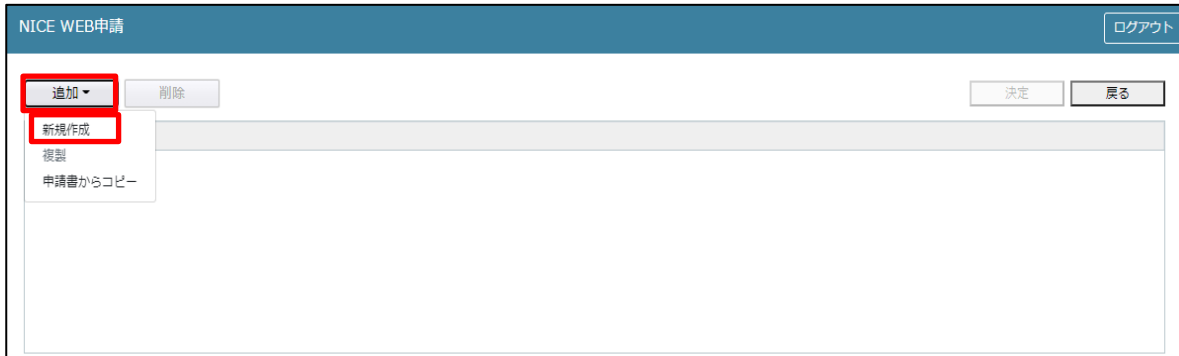 NICE WEB申請
ログアウト
追加
削除
決定
戻る
新規作成
複製
申請書からコピー